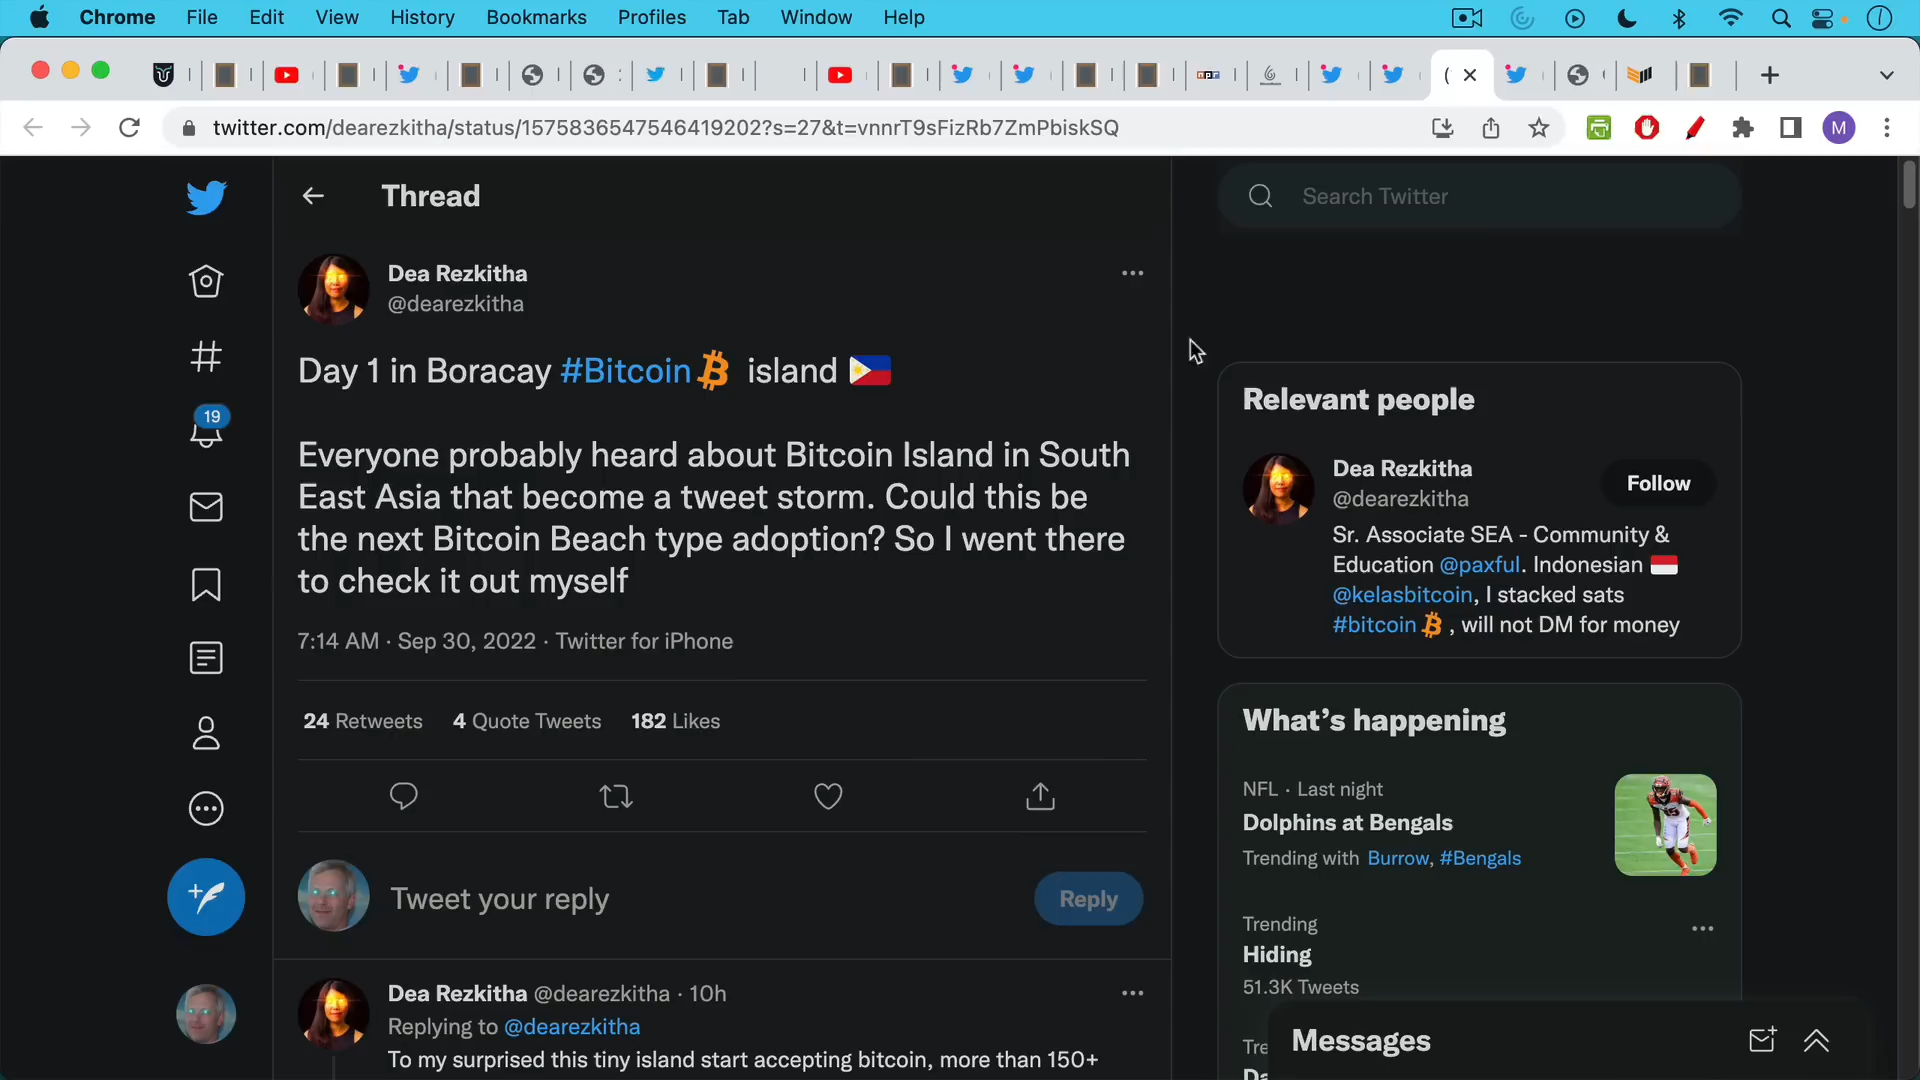 Chrome File Edit View History Bookmarks Profiles Tab Window Help
twitter.com/dearezkitha/status/1575836547546419202?s=27&t=vnnrT9sFizRb7ZmPbiskSQ
M
Thread
Search Twitter
Dea Rezkitha
@dearezkitha
Day 1 in Boracay #Bitcoin island
Everyone probably heard about Bitcoin Island in South
East Asia that become a tweet storm. Could this be
the next Bitcoin Beach type adoption? So I went there
to check it out myself
7:14 AM · Sep 30, 2022 · Twitter for iPhone
24 Retweets 4 Quote Tweets 182 Likes
19
Tweet your reply
Reply
Dea Rezkitha @dearezkitha · 10h
Replying to @dearezkitha
To my surprised this tiny island start accepting bitcoin, more than 150+
Relevant people
Dea Rezkitha
@dearezkitha
Follow
Sr. Associate SEA - Community &
Education @paxful. Indonesian
@kelasbitcoin, I stacked sats
#bitcoin , will not DM for money
What's happening
NFL · Last night
Dolphins at Bengals
Trending with Burrow, #Bengals
Trending
Hiding
51.3K Tweets
Messages